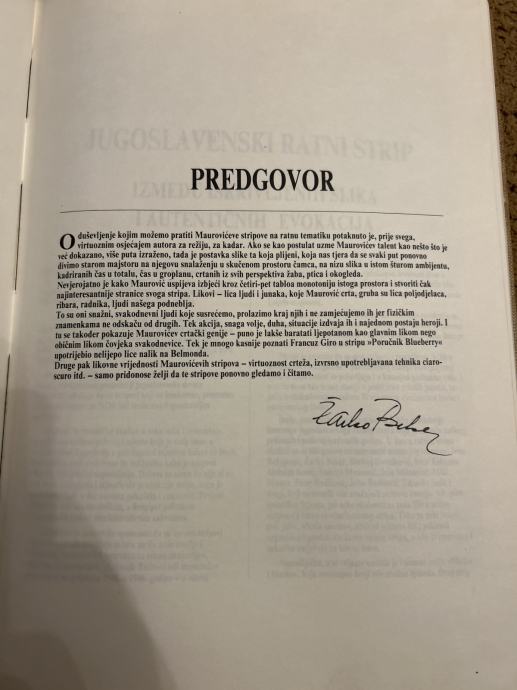 PREDGOVOR
Oduševljenje kojim možemo pratiti Maurovićeve stripove na ratnu tematiku potaknuto je, prije svega,
virtuoznim osjećajem autora za režiju, za kadar. Ako se kao postulat uzme Maurovićev talent kao nešto što je
već dokazano, više puta izraženo, tada je postavka slike ta koja plijeni, koja nas tjera da se svaki put ponovno
divimo starom majstoru na njegovu snalaženju u skučenom prostoru čamca, na nizu slika u istom šturom ambijentu,
kadriranih čas u totalu, čas u groplanu, crtanih iz svih perspektiva žaba, ptica i okogleda.
Nevjerojatno je kako Maurović uspijeva izbjeći kroz četiri-pet tabloa monotoniju istoga prostora i stvoriti čak
najinteresantnije stranice svoga stripa. Likovi – lica ljudi i junaka, koje Maurović crta, gruba su lica poljodjelaca,
ribara, radnika, ljudi našega podneblja.
To su oni snažni, svakodnevni ljudi koje susrećemo, prolazimo kraj njih i ne zamjećujemo ih jer fizičkim
znamenkama ne odskaču od drugih. Tek akcija, snaga volje, duha, situacije izdvaja ih i najednom postaju heroji. I
tu se također pokazuje Maurovićev crtački genije – puno je lakše baratati ljepotanom kao glavnim likom nego
običnim likom čovjeka svakodnevice. Tek je mnogo kasnije poznati Francuz Giro u stripu »Poručnik Blueberry«
upotrijebio nelijepo lice nalik na Belmonda.
Druge pak likovne vrijednosti Maurovićevih stripova – virtuoznost crteža, izvrsno upotrebljavana tehnika ciaro-
scuro itd. – samo pridonose želji da te stripove ponovno gledamo i čitamo.